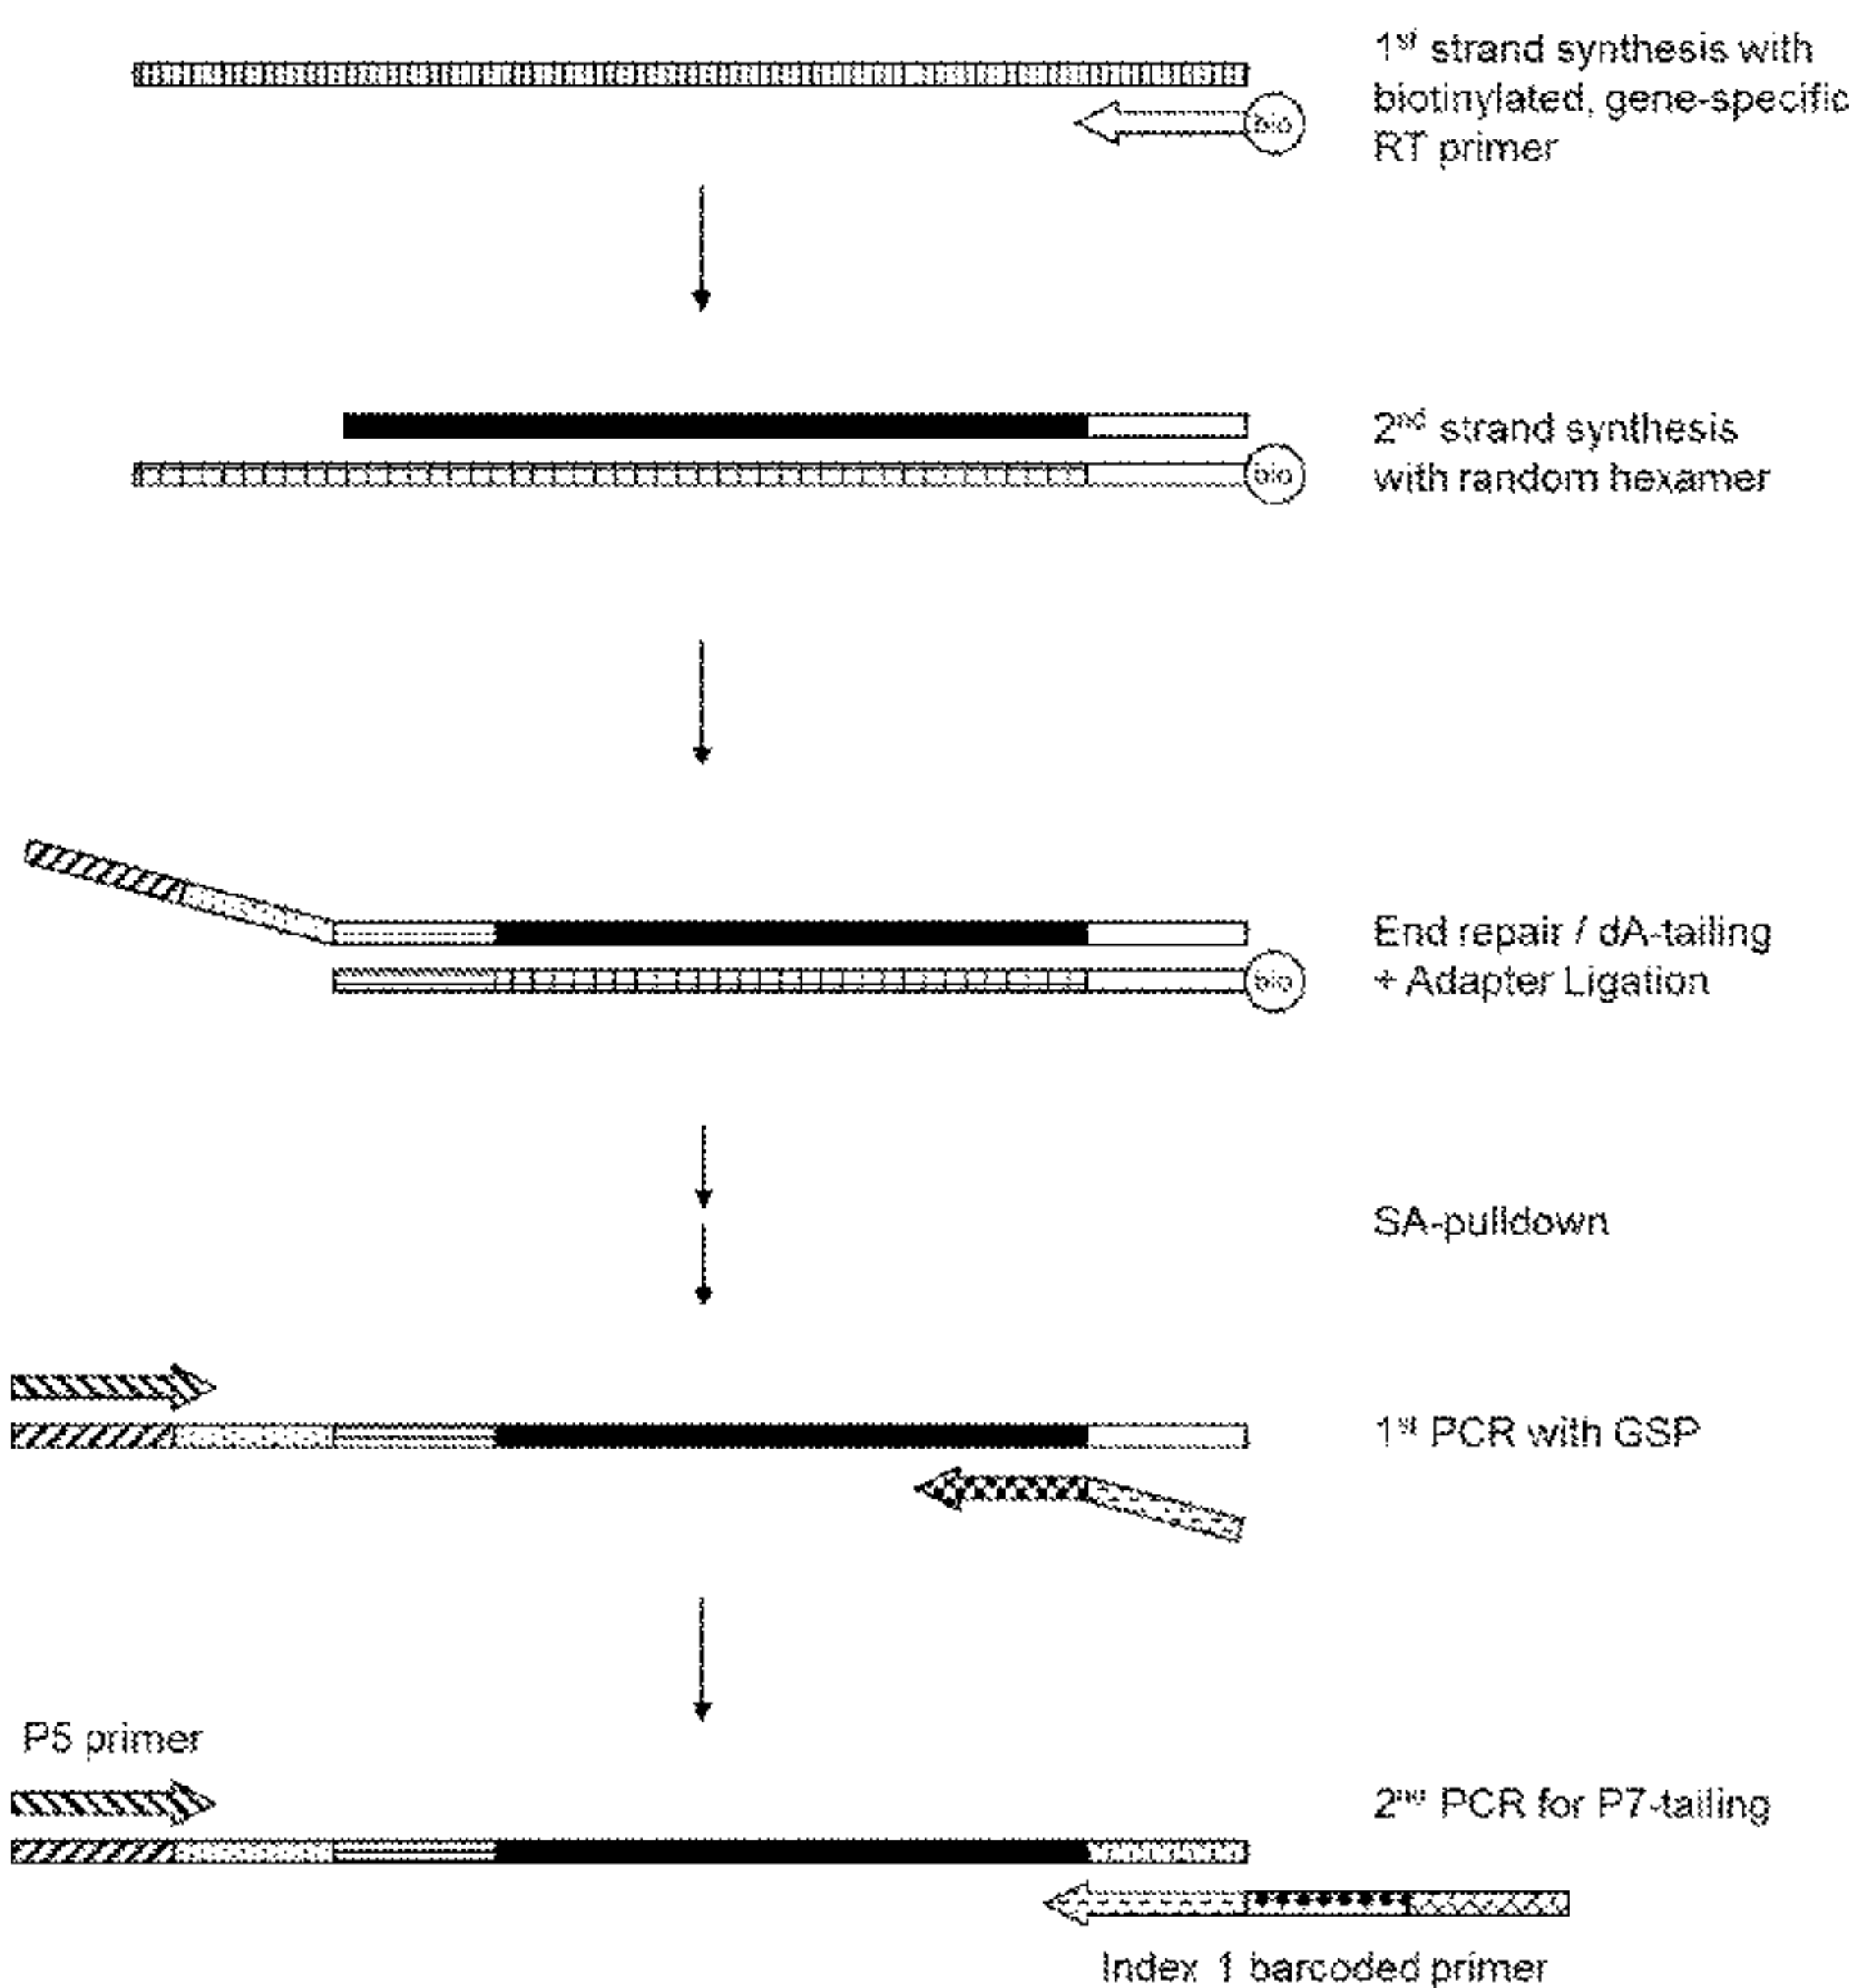 1st strand synthesis with
biotinylated, gene-specific
RT primer
bio
2nd strand synthesis
with random hexamer
bio
End repair / dA-tailing
+ Adapter Ligation
bio
SA-pulldown
1st PCR with GSP
P5 primer
2nd PCR for P7-tailing
Index 1 barcoded primer